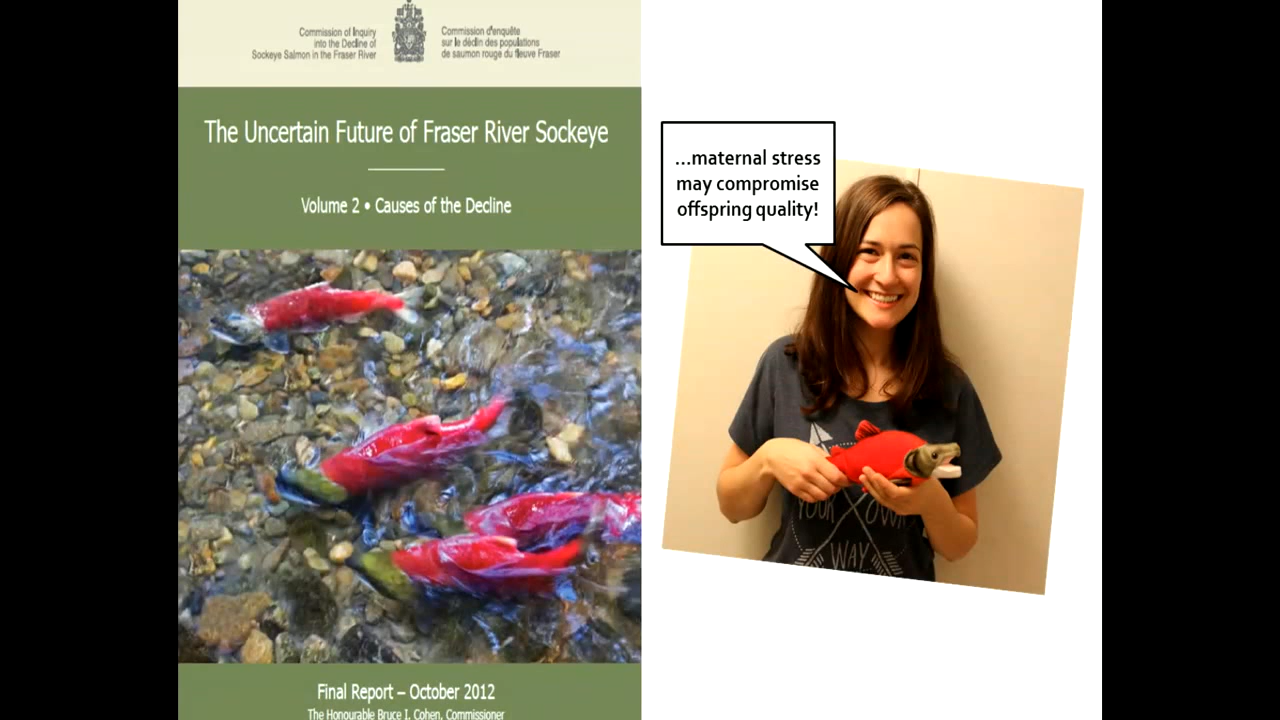 Commission of Inquiry
into the Decline of
Sockeye Salmon in the Fraser River
Commission d'enquête
sur le déclin des populations
de saumon rouge du fleuve Fraser
The Uncertain Future of Fraser River Sockeye
Volume 2 • Causes of the Decline
Final Report – October 2012
The Honourable Bruce I. Cohen, Commissioner
...maternal stress
may compromise
offspring quality!
YOUR OWN
WAY